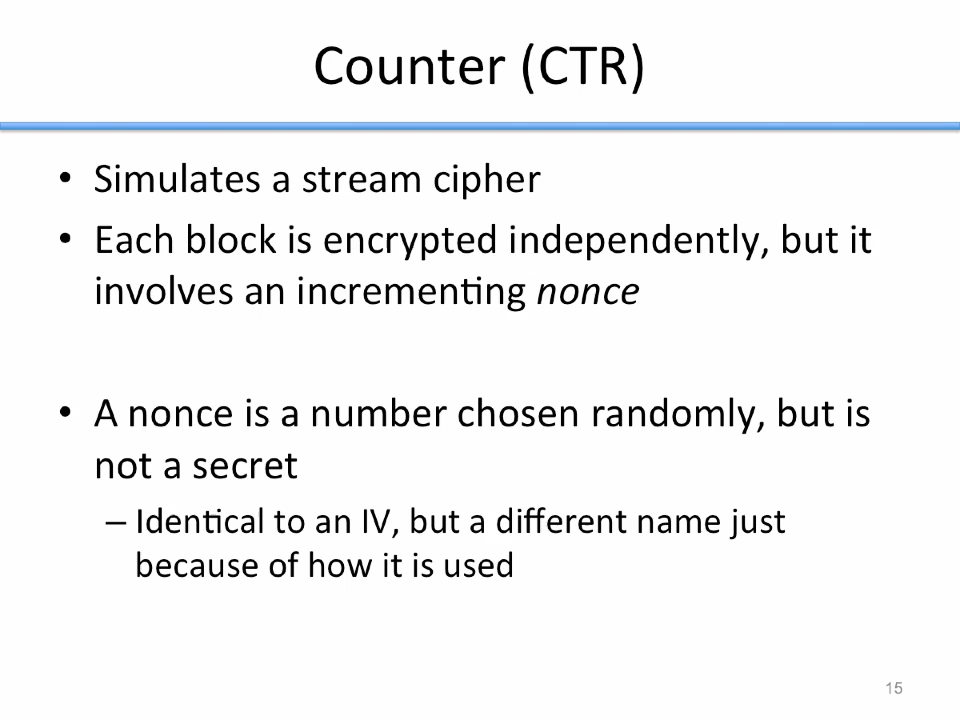 Counter (CTR)
• Simulates a stream cipher
• Each block is encrypted independently, but it
involves an incrementing nonce
• A nonce is a number chosen randomly, but is
not a secret
– Identical to an IV, but a different name just
because of how it is used
15